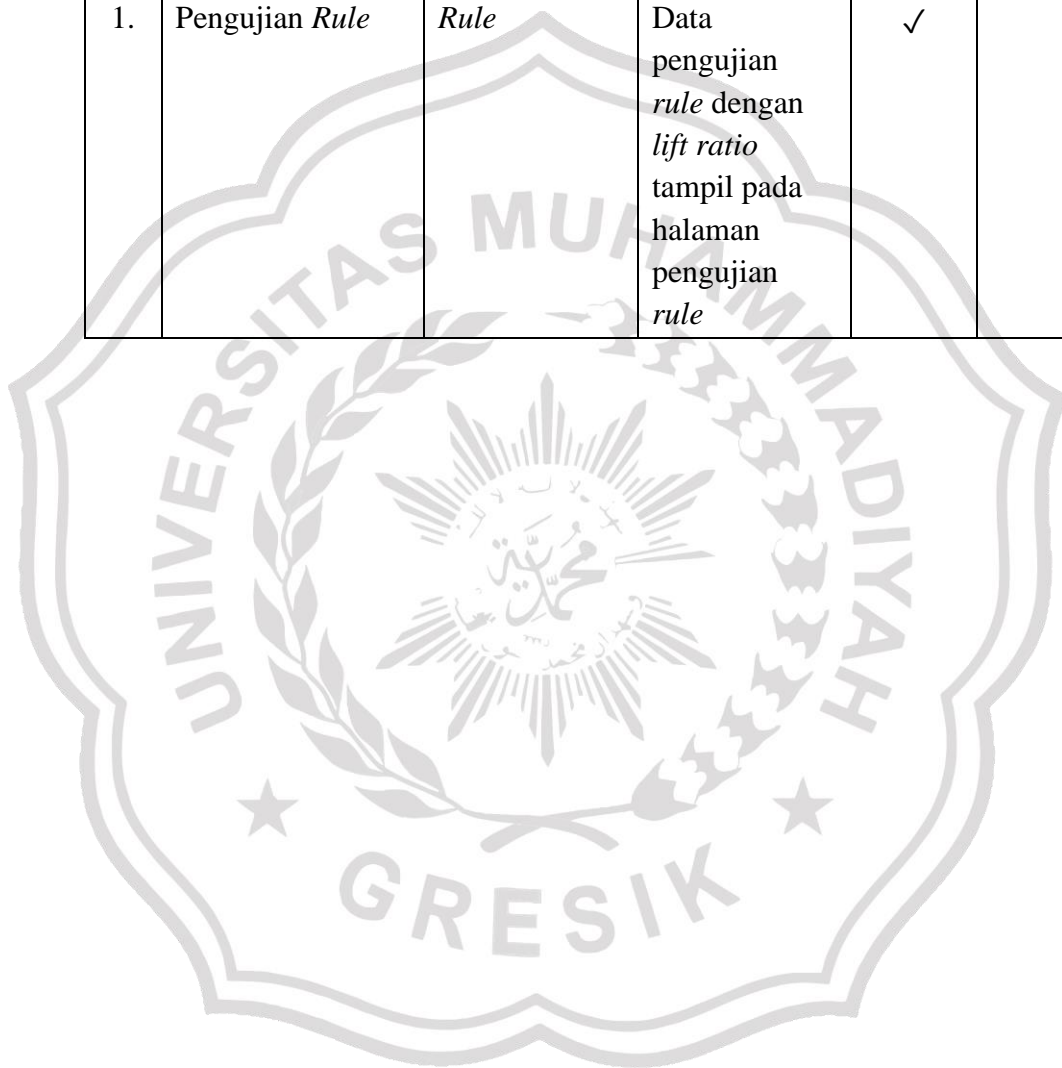 1. Pengujian Rule Rule Data ✓
pengujian
rule dengan
lift ratio
tampil pada
halaman
pengujian
rule
UNIVERSITAS MUHAMMADIYAH
GRESIK